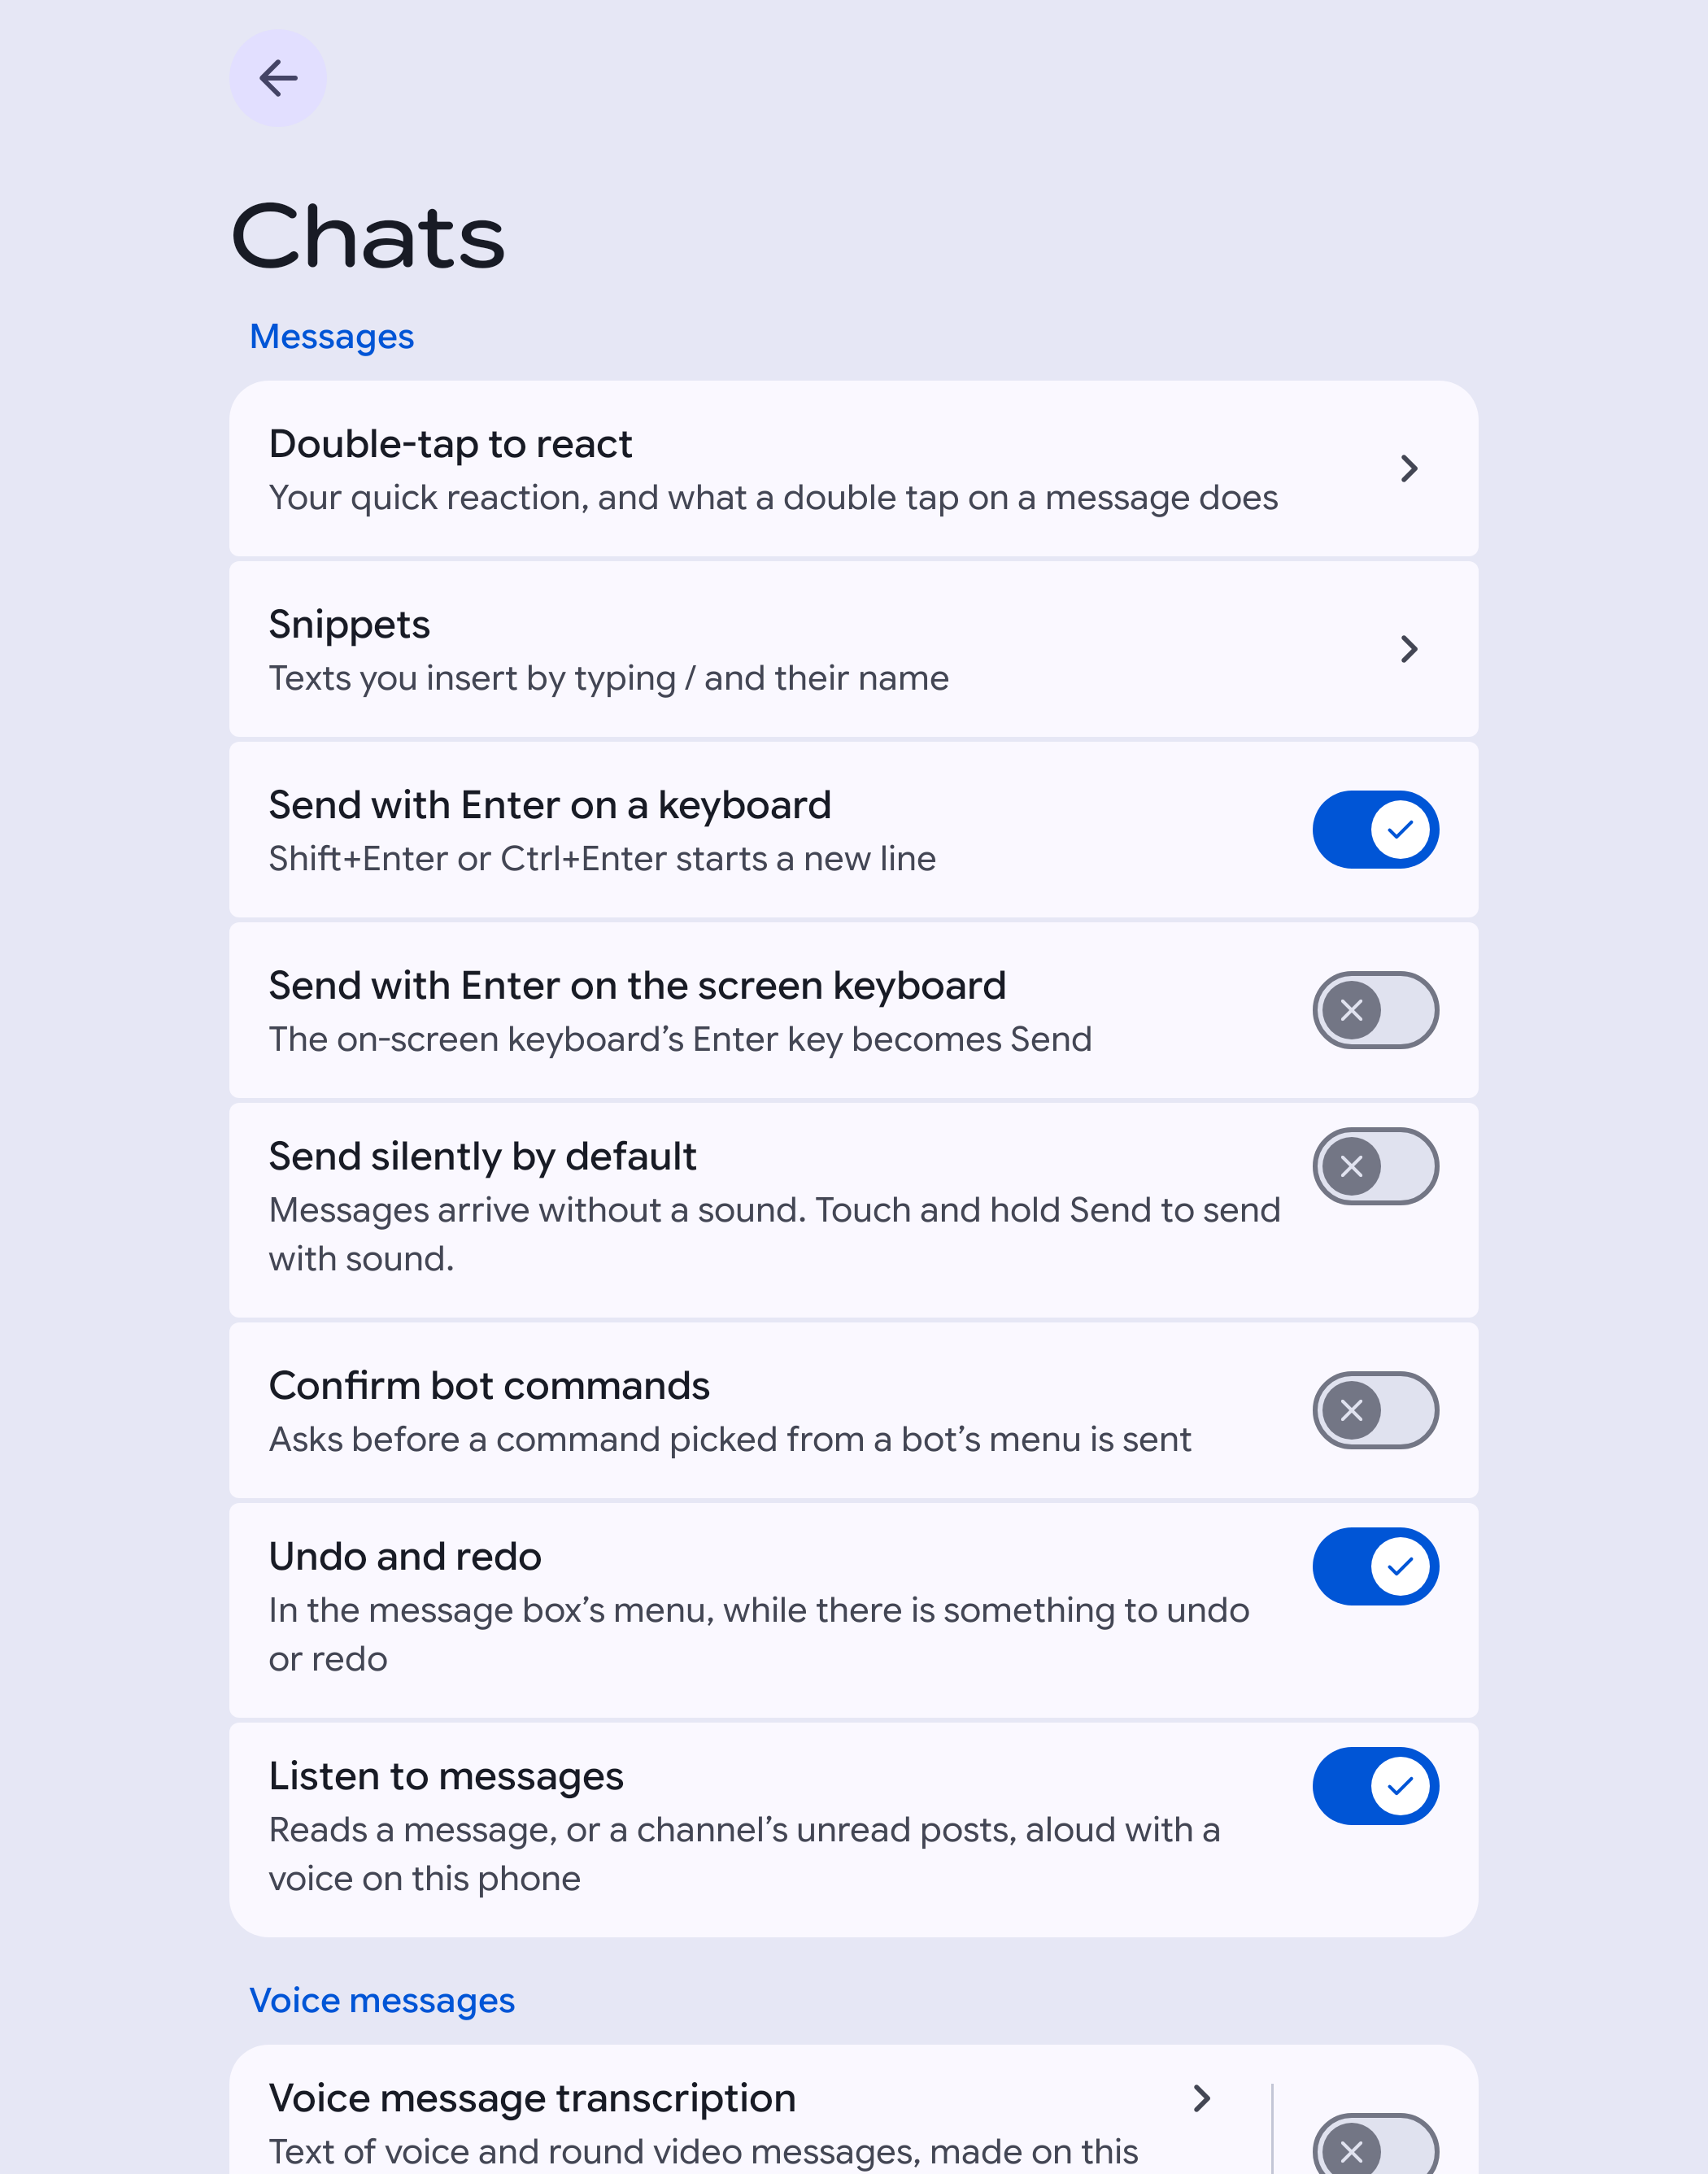 Chats
Messages
Double-tap to react
Your quick reaction, and what a double tap on a message does
Snippets
Texts you insert by typing / and their name
Send with Enter on a keyboard
Shift+Enter or Ctrl+Enter starts a new line
Send with Enter on the screen keyboard
The on-screen keyboard’s Enter key becomes Send
Send silently by default
Messages arrive without a sound. Touch and hold Send to send
with sound.
Confirm bot commands
Asks before a command picked from a bot’s menu is sent
Undo and redo
In the message box’s menu, while there is something to undo
or redo
Listen to messages
Reads a message, or a channel’s unread posts, aloud with a
voice on this phone
Voice messages
Voice message transcription
Text of voice and round video messages, made on this